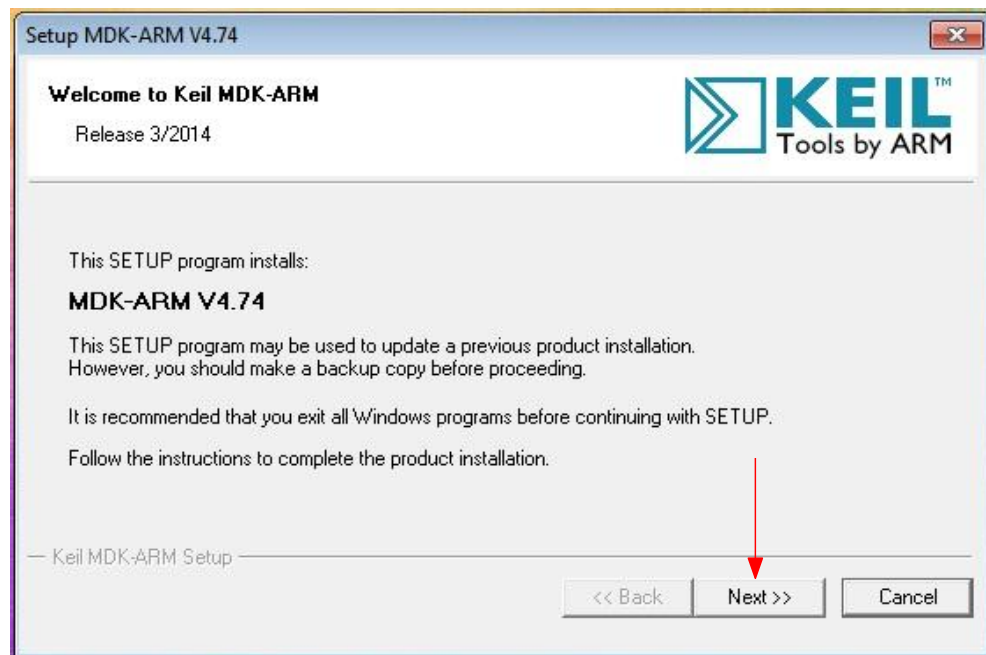 Setup MDK-ARM V4.74
Welcome to Keil MDK-ARM
Release 3/2014
KEIL™
Tools by ARM
This SETUP program installs:
MDK-ARM V4.74
This SETUP program may be used to update a previous product installation.
However, you should make a backup copy before proceeding.
It is recommended that you exit all Windows programs before continuing with SETUP.
Follow the instructions to complete the product installation.
Keil MDK-ARM Setup
<< Back Next >> Cancel